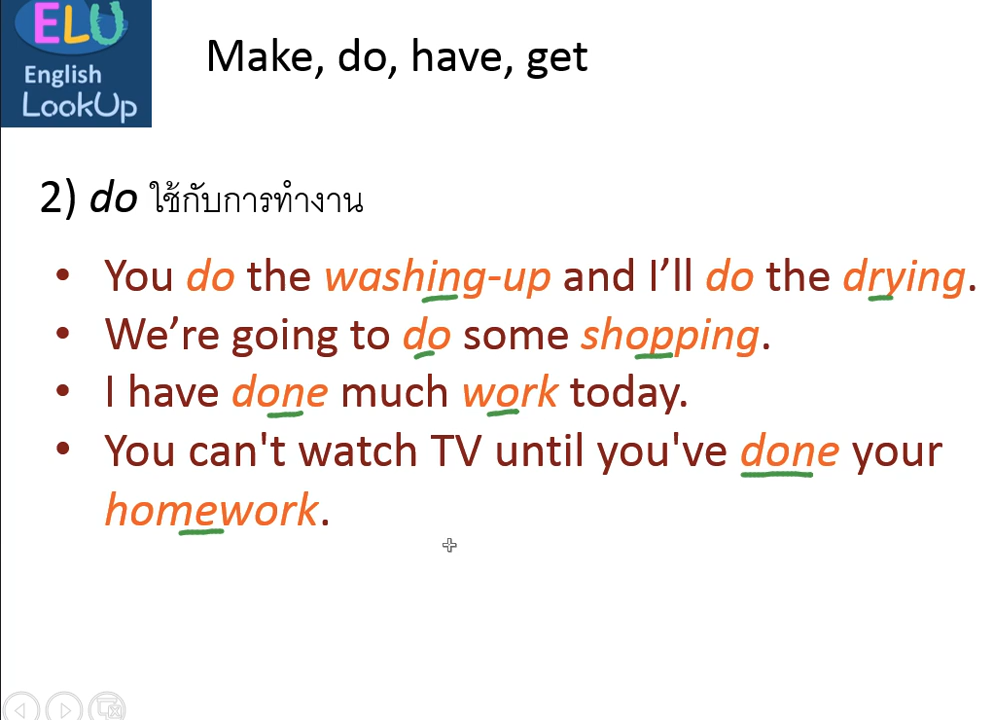 ELU
English
LookUp
Make, do, have, get
2) do ใช้กับการทำงาน
• You do the washing-up and I’ll do the drying.
• We’re going to do some shopping.
• I have done much work today.
• You can't watch TV until you've done your
homework.